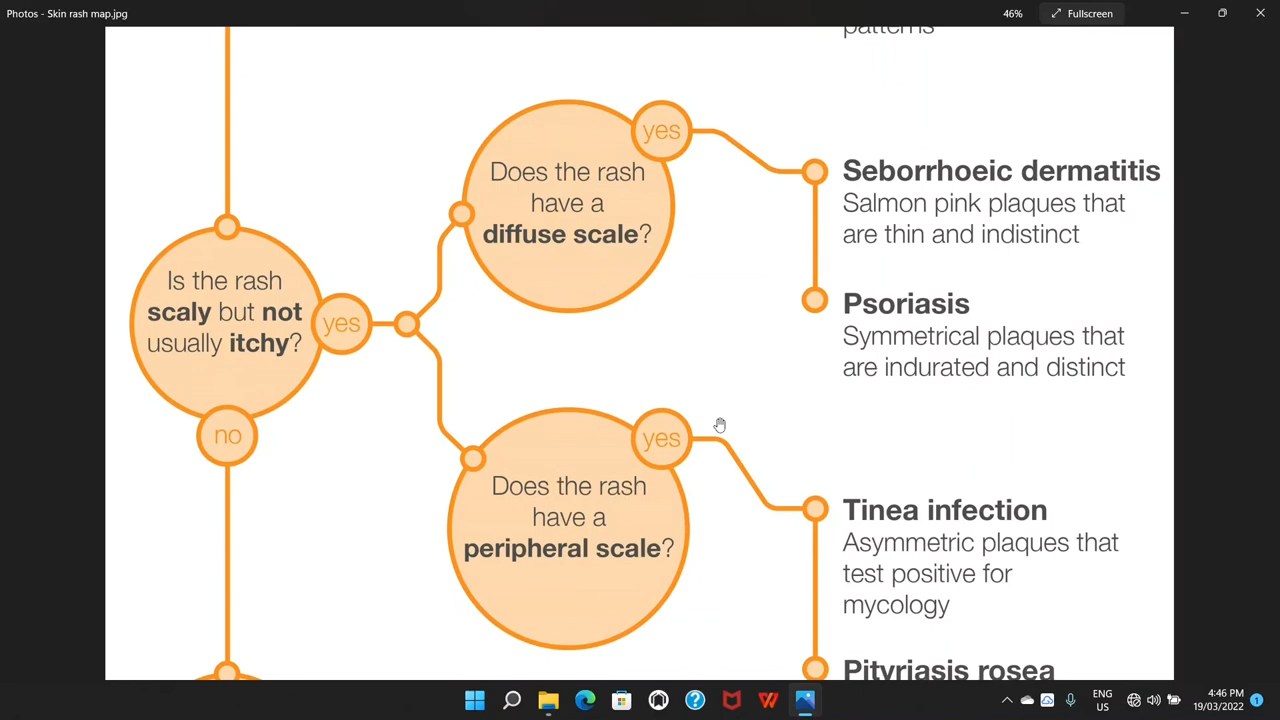 Photos - Skin rash map.jpg
46%
Fullscreen
patterns
yes
Does the rash
have a
diffuse scale?
Seborrhoeic dermatitis
Salmon pink plaques that
are thin and indistinct
Is the rash
scaly but not
usually itchy?
yes
Psoriasis
Symmetrical plaques that
are indurated and distinct
no
yes
Does the rash
have a
peripheral scale?
Tinea infection
Asymmetric plaques that
test positive for
mycology
Pityriasis rosea
ENG
US
4:46 PM
19/03/2022
1